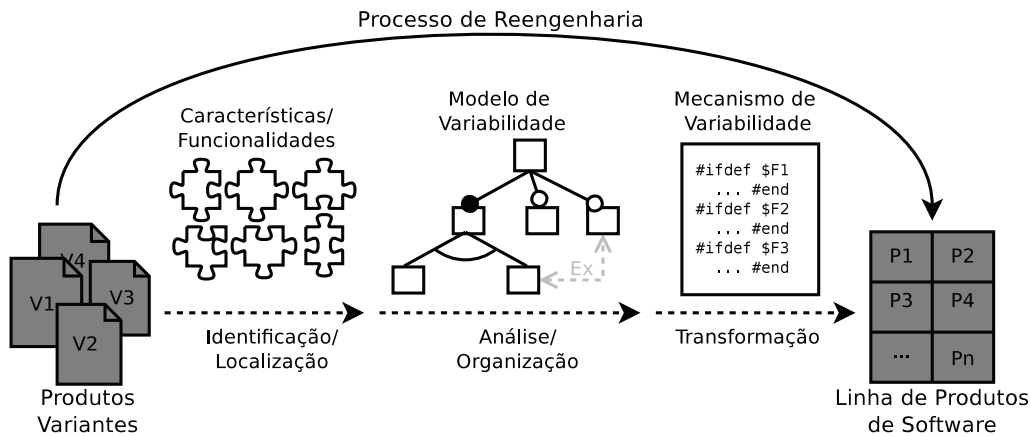 Processo de Reengenharia
Características/
Funcionalidades
Modelo de
Variabilidade
Mecanismo de
Variabilidade
#ifdef $F1
... #end
#ifdef $F2
... #end
#ifdef $F3
... #end
Ex
V4
V1
V3
V2
P1 P2
P3 P4
... Pn
Identificação/
Localização
Análise/
Organização
Transformação
Produtos
Variantes
Linha de Produtos
de Software